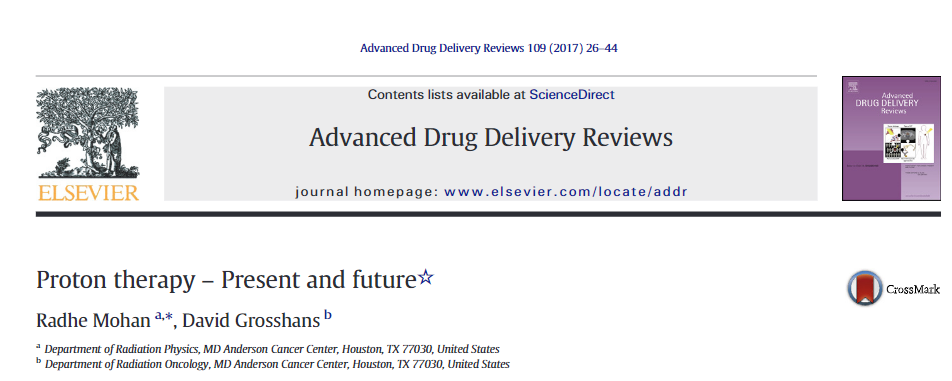 Advanced Drug Delivery Reviews 109 (2017) 26–44
Contents lists available at ScienceDirect
Advanced Drug Delivery Reviews
journal homepage: www.elsevier.com/locate/addr
ELSEVIER
Advanced
DRUG DELIVERY
Reviews
Proton therapy – Present and future☆
CrossMark
Radhe Mohan a,*, David Grosshans b
a Department of Radiation Physics, MD Anderson Cancer Center, Houston, TX 77030, United States
b Department of Radiation Oncology, MD Anderson Cancer Center, Houston, TX 77030, United States